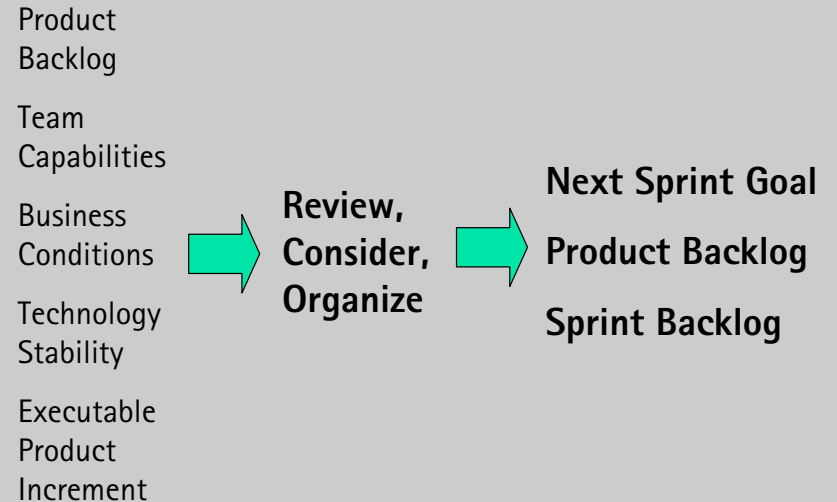 Product
Backlog
Team
Capabilities
Business
Conditions
Technology
Stability
Executable
Product
Increment
Review,
Consider,
Organize
Next Sprint Goal
Product Backlog
Sprint Backlog